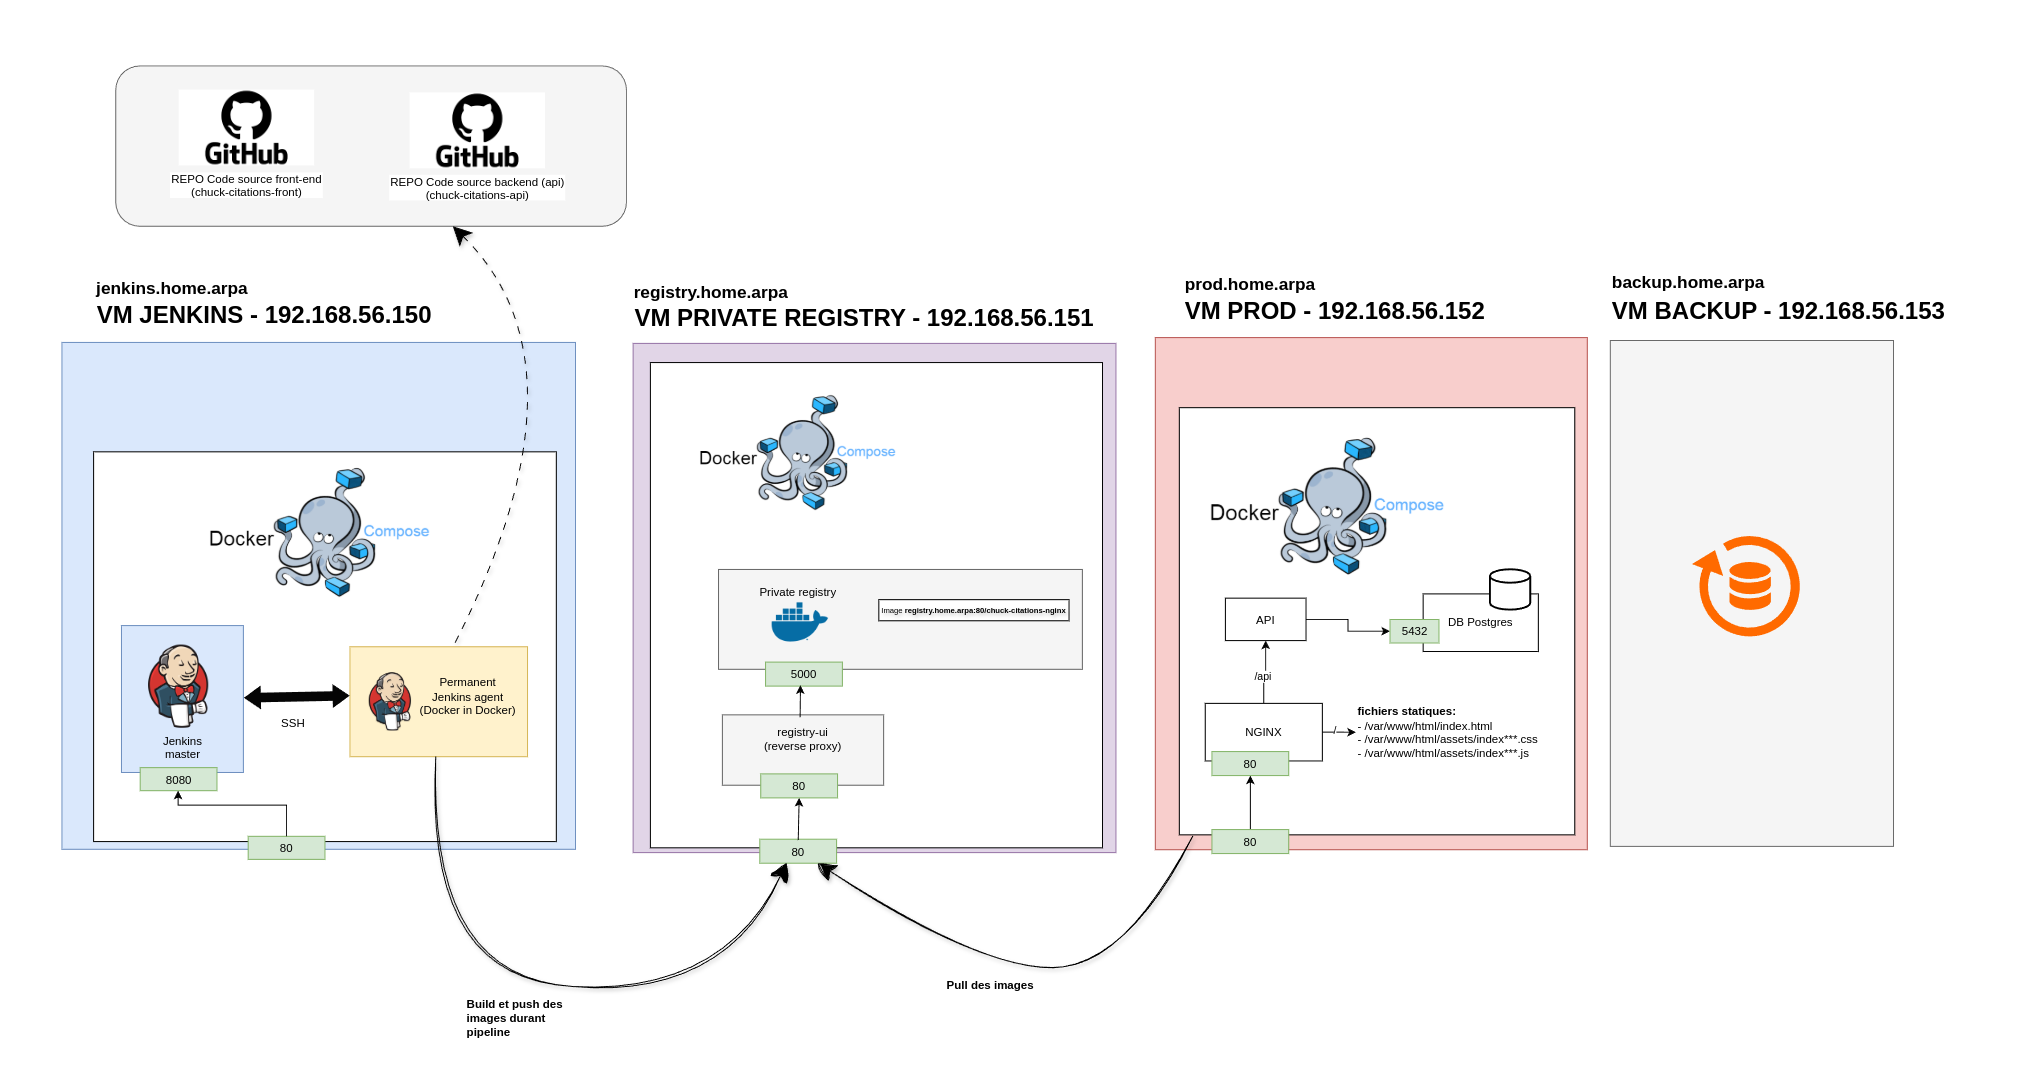 GitHub
REPO Code source front-end
(chuck-citations-front)
GitHub
REPO Code source backend (api)
(chuck-citations-api)
jenkins.home.arpa
VM JENKINS - 192.168.56.150
Docker
Compose
Jenkins
master
8080
SSH
Permanent
Jenkins agent
(Docker in Docker)
80
Build et push des
images durant
pipeline
registry.home.arpa
VM PRIVATE REGISTRY - 192.168.56.151
Docker
Compose
Private registry
Image registry.home.arpa:80/chuck-citations-nginx
5000
registry-ui
(reverse proxy)
80
80
Pull des images
prod.home.arpa
VM PROD - 192.168.56.152
Docker
Compose
API
5432
DB Postgres
/api
NGINX
/
fichiers statiques:
- /var/www/html/index.html
- /var/www/html/assets/index***.css
- /var/www/html/assets/index***.js
80
80
backup.home.arpa
VM BACKUP - 192.168.56.153